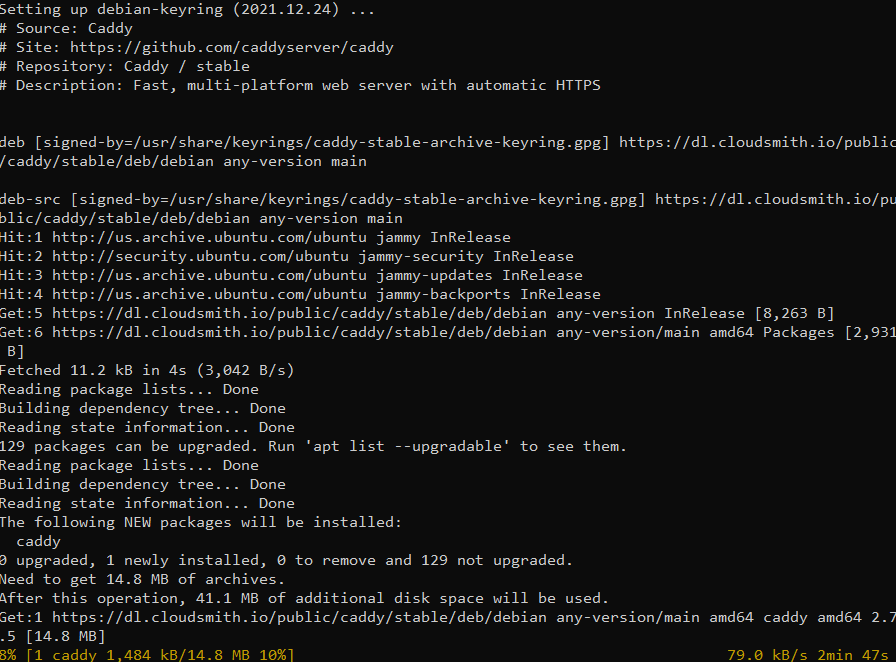 Setting up debian-keyring (2021.12.24) ...
# Source: Caddy
# Site: https://github.com/caddyserver/caddy
# Repository: Caddy / stable
# Description: Fast, multi-platform web server with automatic HTTPS
deb [signed-by=/usr/share/keyrings/caddy-stable-archive-keyring.gpg] https://dl.cloudsmith.io/public
/caddy/stable/deb/debian any-version main
deb-src [signed-by=/usr/share/keyrings/caddy-stable-archive-keyring.gpg] https://dl.cloudsmith.io/pu
blic/caddy/stable/deb/debian any-version main
Hit:1 http://us.archive.ubuntu.com/ubuntu jammy InRelease
Hit:2 http://security.ubuntu.com/ubuntu jammy-security InRelease
Hit:3 http://us.archive.ubuntu.com/ubuntu jammy-updates InRelease
Hit:4 http://us.archive.ubuntu.com/ubuntu jammy-backports InRelease
Get:5 https://dl.cloudsmith.io/public/caddy/stable/deb/debian any-version InRelease [8,263 B]
Get:6 https://dl.cloudsmith.io/public/caddy/stable/deb/debian any-version/main amd64 Packages [2,931
B]
Fetched 11.2 kB in 4s (3,042 B/s)
Reading package lists... Done
Building dependency tree... Done
Reading state information... Done
129 packages can be upgraded. Run 'apt list --upgradable' to see them.
Reading package lists... Done
Building dependency tree... Done
Reading state information... Done
The following NEW packages will be installed:
caddy
0 upgraded, 1 newly installed, 0 to remove and 129 not upgraded.
Need to get 14.8 MB of archives.
After this operation, 41.1 MB of additional disk space will be used.
Get:1 https://dl.cloudsmith.io/public/caddy/stable/deb/debian any-version/main amd64 caddy amd64 2.7
.5 [14.8 MB]
8% [1 caddy 1,484 kB/14.8 MB 10%] 79.0 kB/s 2min 47s